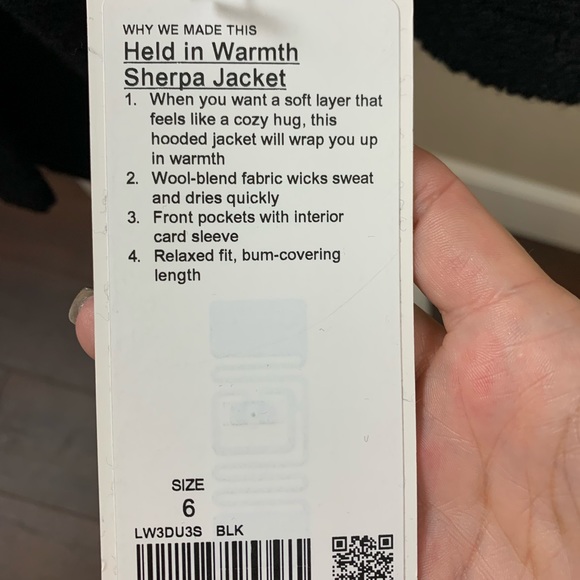 WHY WE MADE THIS
Held in Warmth
Sherpa Jacket
1. When you want a soft layer that
feels like a cozy hug, this
hooded jacket will wrap you up
in warmth
2. Wool-blend fabric wicks sweat
and dries quickly
3. Front pockets with interior
card sleeve
4. Relaxed fit, bum-covering
length
SIZE
6
LW3DU3S BLK